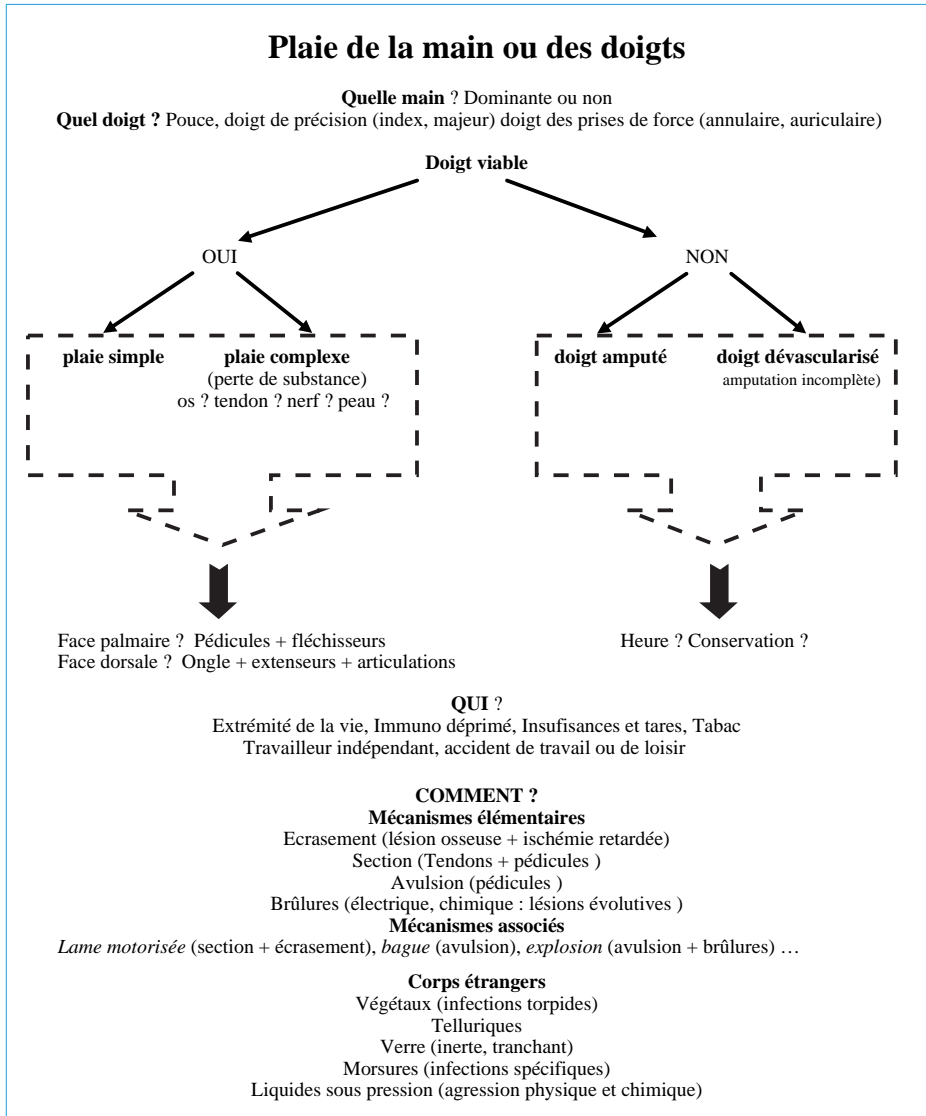 Plaie de la main ou des doigts
Quelle main ? Dominante ou non
Quel doigt ? Pouce, doigt de précision (index, majeur) doigt des prises de force (annulaire, auriculaire)
Doigt viable
OUI
NON
plaie simple
plaie complexe
(perte de substance)
os ? tendon ? nerf ? peau ?
doigt amputé
doigt dévascularisé
amputation incomplète)
Face palmaire ? Pédicules + fléchisseurs
Face dorsale ? Ongle + extenseurs + articulations
Heure ? Conservation ?
QUI ?
Extrémité de la vie, Immuno déprimé, Insufisances et tares, Tabac
Travailleur indépendant, accident de travail ou de loisir
COMMENT ?
Mécanismes élémentaires
Ecrasement (lésion osseuse + ischémie retardée)
Section (Tendons + pédicules )
Avulsion (pédicules )
Brûlures (électrique, chimique : lésions évolutives )
Mécanismes associés
Lame motorisée (section + écrasement), bague (avulsion), explosion (avulsion + brûlures) …
Corps étrangers
Végétaux (infections torpides)
Telluriques
Verre (inerte, tranchant)
Morsures (infections spécifiques)
Liquides sous pression (agression physique et chimique)